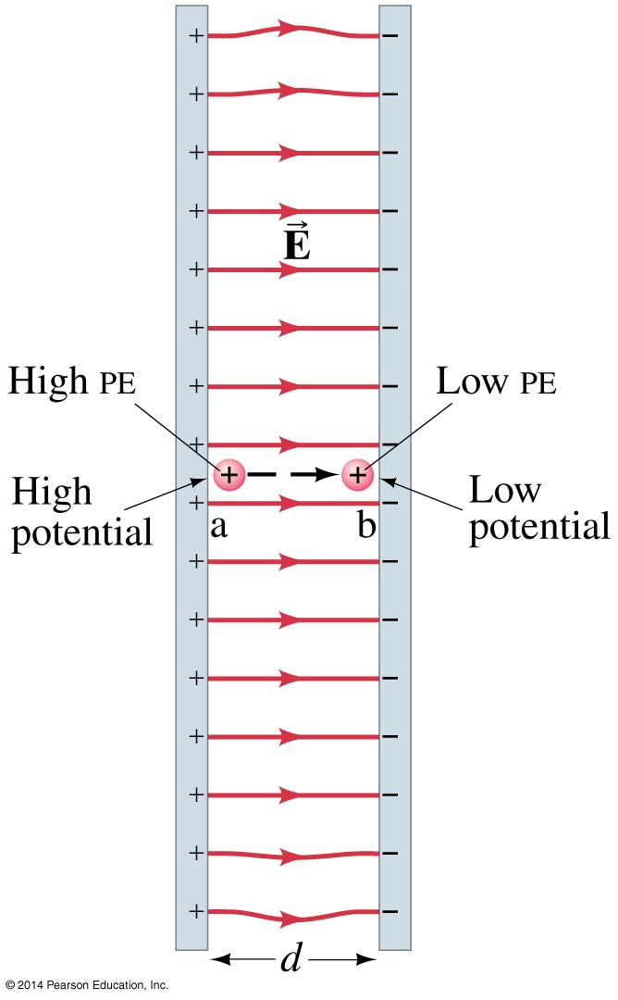 E
High PE
Low PE
High
potential
Low
potential
a
b
d
© 2014 Pearson Education, Inc.